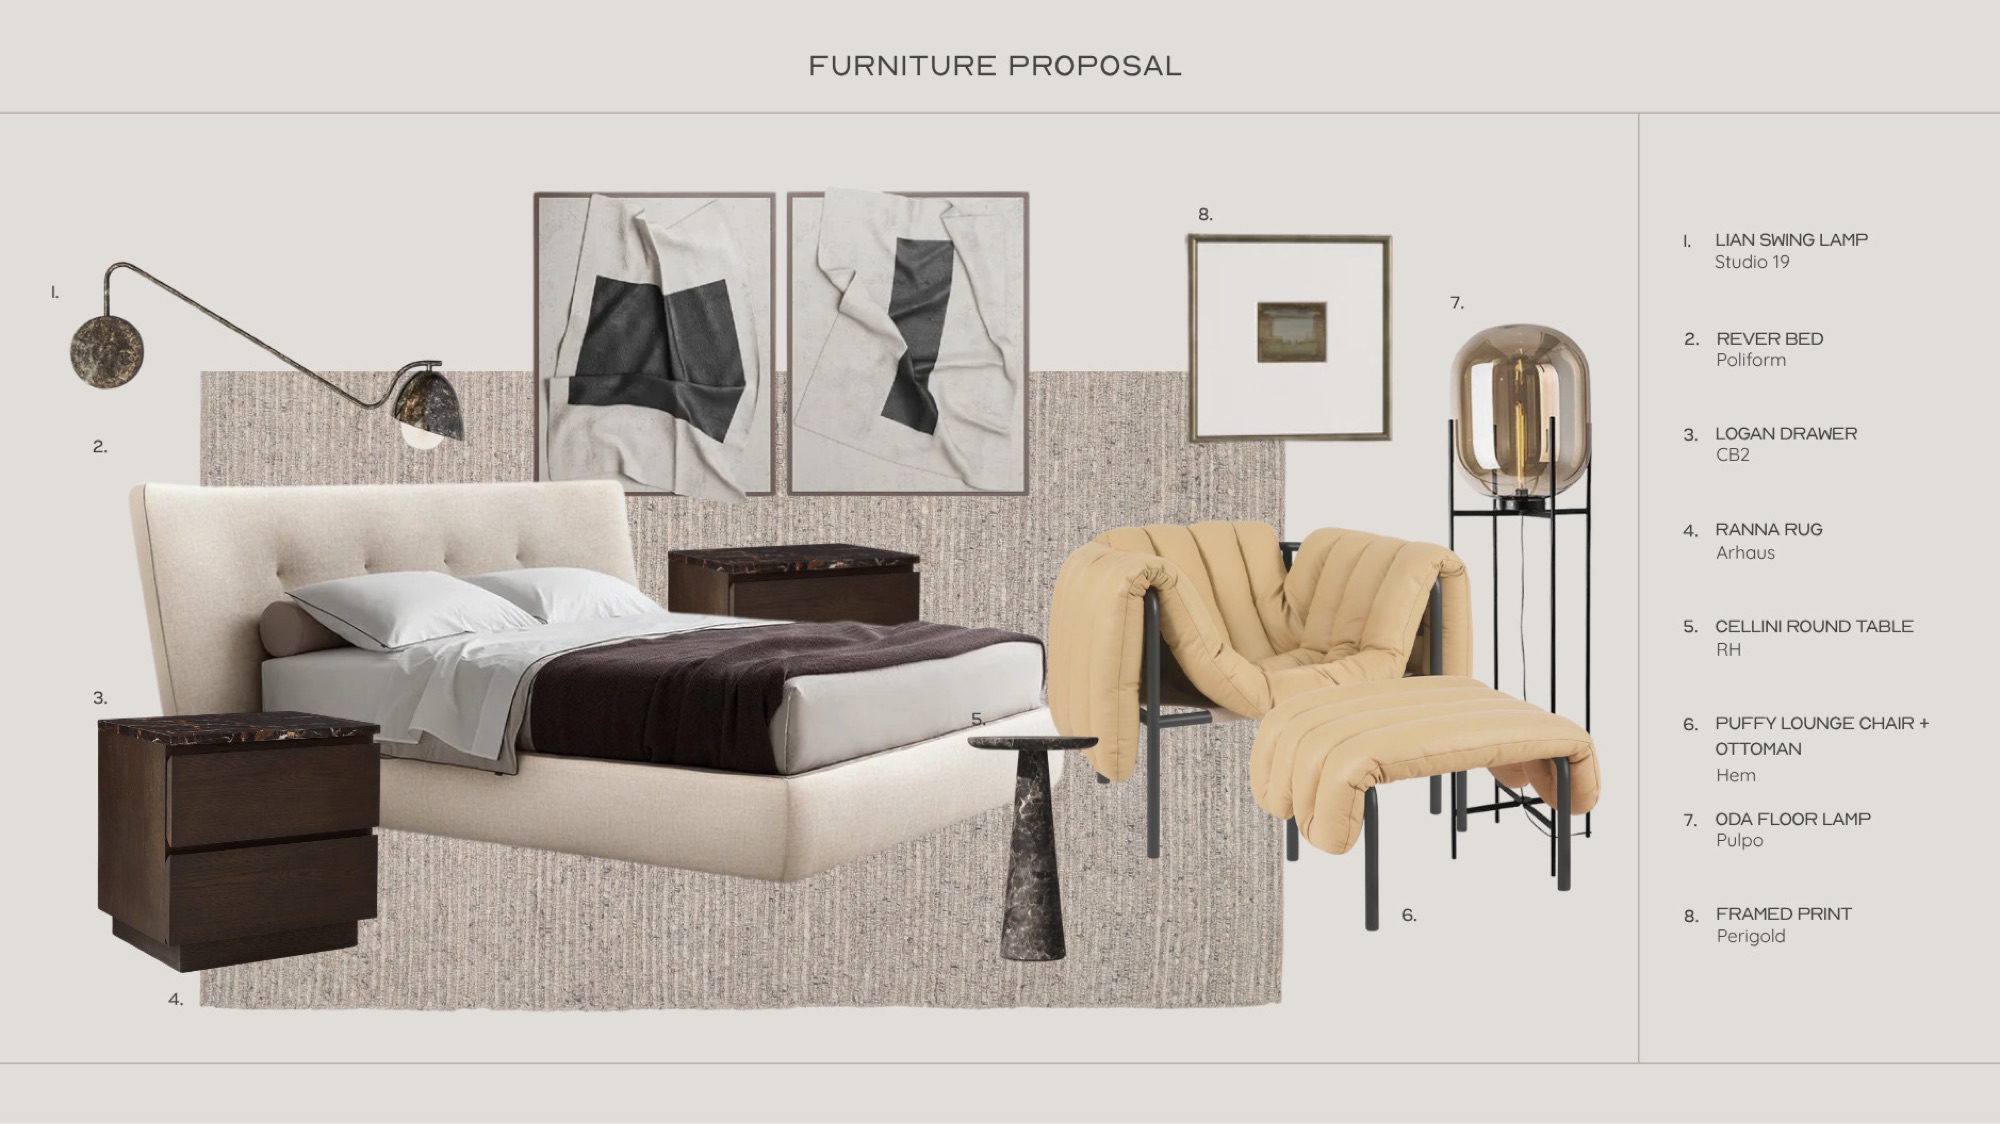 FURNITURE PROPOSAL
1.
2.
3.
4.
5.
6.
7.
8.
1. LIAN SWING LAMP
Studio 19
2. REVER BED
Poliform
3. LOGAN DRAWER
CB2
4. RANNA RUG
Arhaus
5. CELLINI ROUND TABLE
RH
6. PUFFY LOUNGE CHAIR +
OTTOMAN
Hem
7. ODA FLOOR LAMP
Pulpo
8. FRAMED PRINT
Perigold